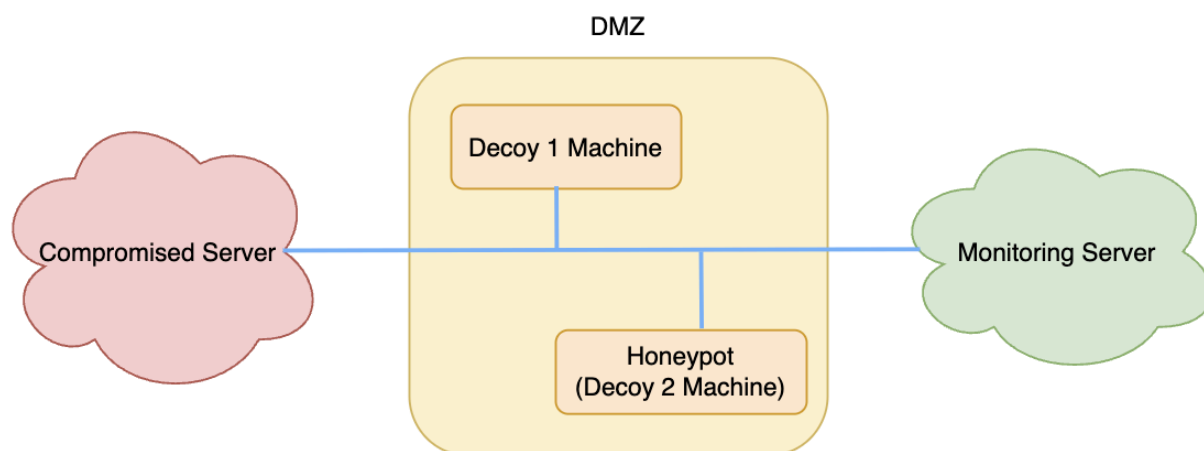 DMZ
Decoy 1 Machine
Compromised Server
Monitoring Server
Honeypot
(Decoy 2 Machine)